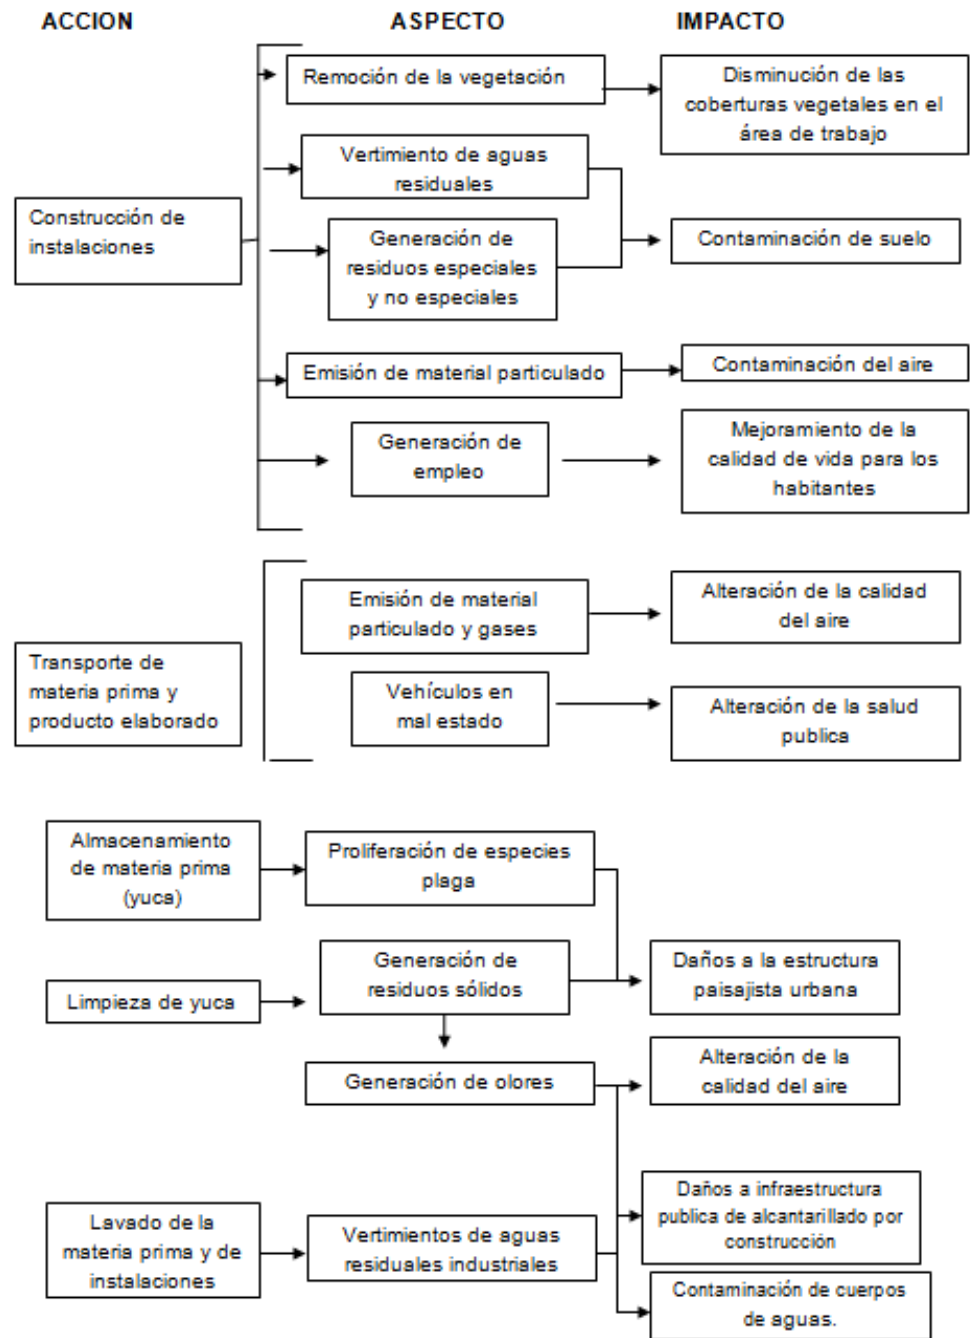 ACCION
ASPECTO
IMPACTO
Construcción de
instalaciones
Remoción de la vegetación
Disminución de las
coberturas vegetales en el
área de trabajo
Vertimiento de aguas
residuales
Generación de
residuos especiales
y no especiales
Contaminación de suelo
Emisión de material particulado
Contaminación del aire
Generación de
empleo
Mejoramiento de la
calidad de vida para los
habitantes
Transporte de
materia prima y
producto elaborado
Emisión de material
particulado y gases
Alteración de la calidad
del aire
Vehículos en
mal estado
Alteración de la salud
publica
Almacenamiento
de materia prima
(yuca)
Proliferación de especies
plaga
Limpieza de yuca
Generación de
residuos sólidos
Daños a la estructura
paisajista urbana
Generación de olores
Alteración de la
calidad del aire
Lavado de la
materia prima y de
instalaciones
Vertimientos de aguas
residuales industriales
Daños a infraestructura
publica de alcantarillado por
construcción
Contaminación de cuerpos
de aguas.